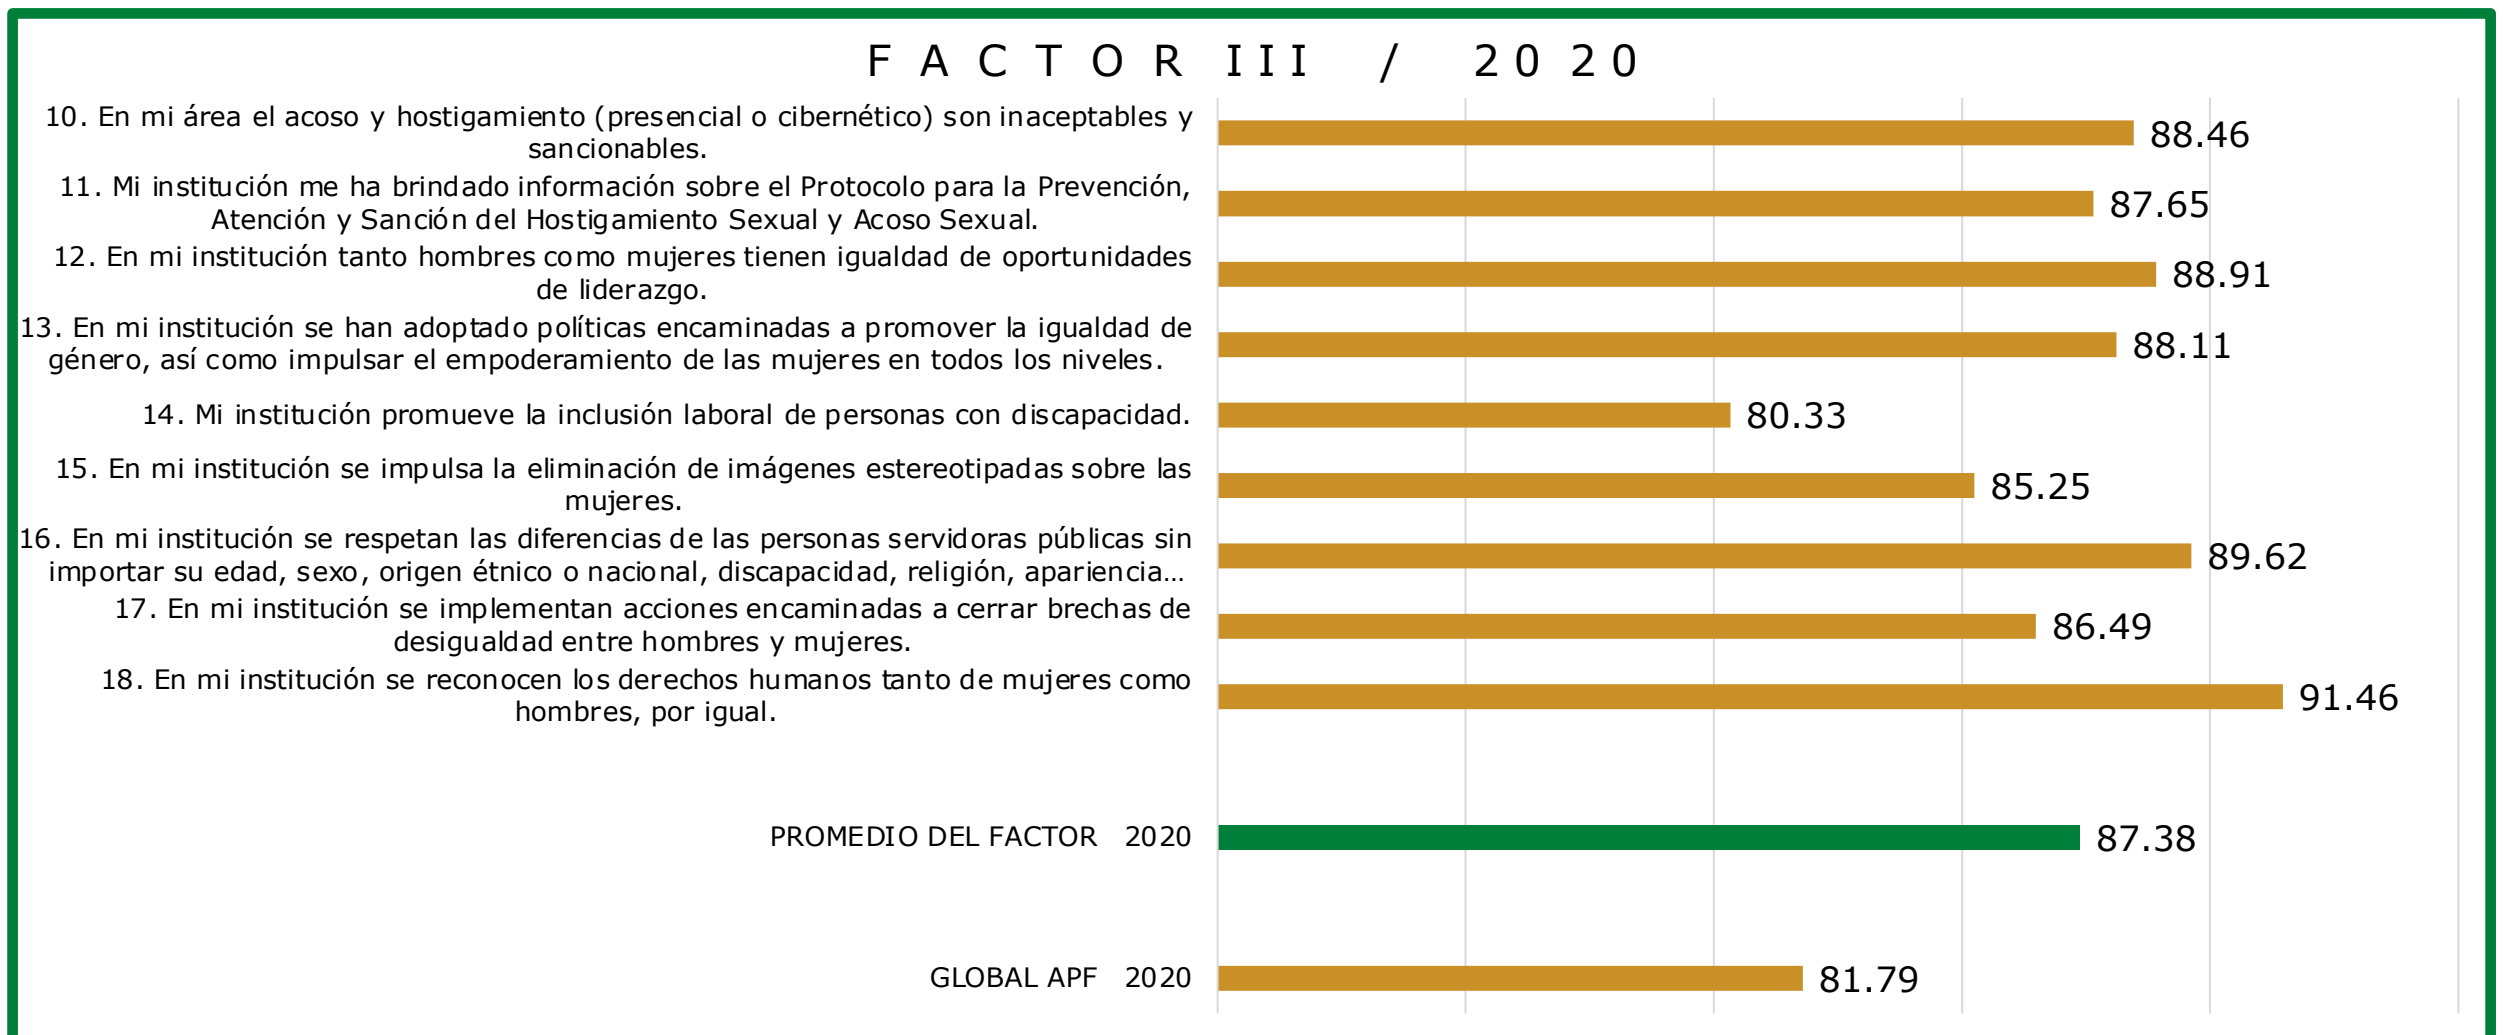 FACTOR III / 2020
10. En mi área el acoso y hostigamiento (presencial o cibernético) son inaceptables y
sancionables.
88.46
11. Mi institución me ha brindado información sobre el Protocolo para la Prevención,
Atención y Sanción del Hostigamiento Sexual y Acoso Sexual.
87.65
12. En mi institución tanto hombres como mujeres tienen igualdad de oportunidades
de liderazgo.
88.91
13. En mi institución se han adoptado políticas encaminadas a promover la igualdad de
género, así como impulsar el empoderamiento de las mujeres en todos los niveles.
88.11
14. Mi institución promueve la inclusión laboral de personas con discapacidad.
80.33
15. En mi institución se impulsa la eliminación de imágenes estereotipadas sobre las
mujeres.
85.25
16. En mi institución se respetan las diferencias de las personas servidoras públicas sin
importar su edad, sexo, origen étnico o nacional, discapacidad, religión, apariencia...
89.62
17. En mi institución se implementan acciones encaminadas a cerrar brechas de
desigualdad entre hombres y mujeres.
86.49
18. En mi institución se reconocen los derechos humanos tanto de mujeres como
hombres, por igual.
91.46
PROMEDIO DEL FACTOR 2020
87.38
GLOBAL APF 2020
81.79